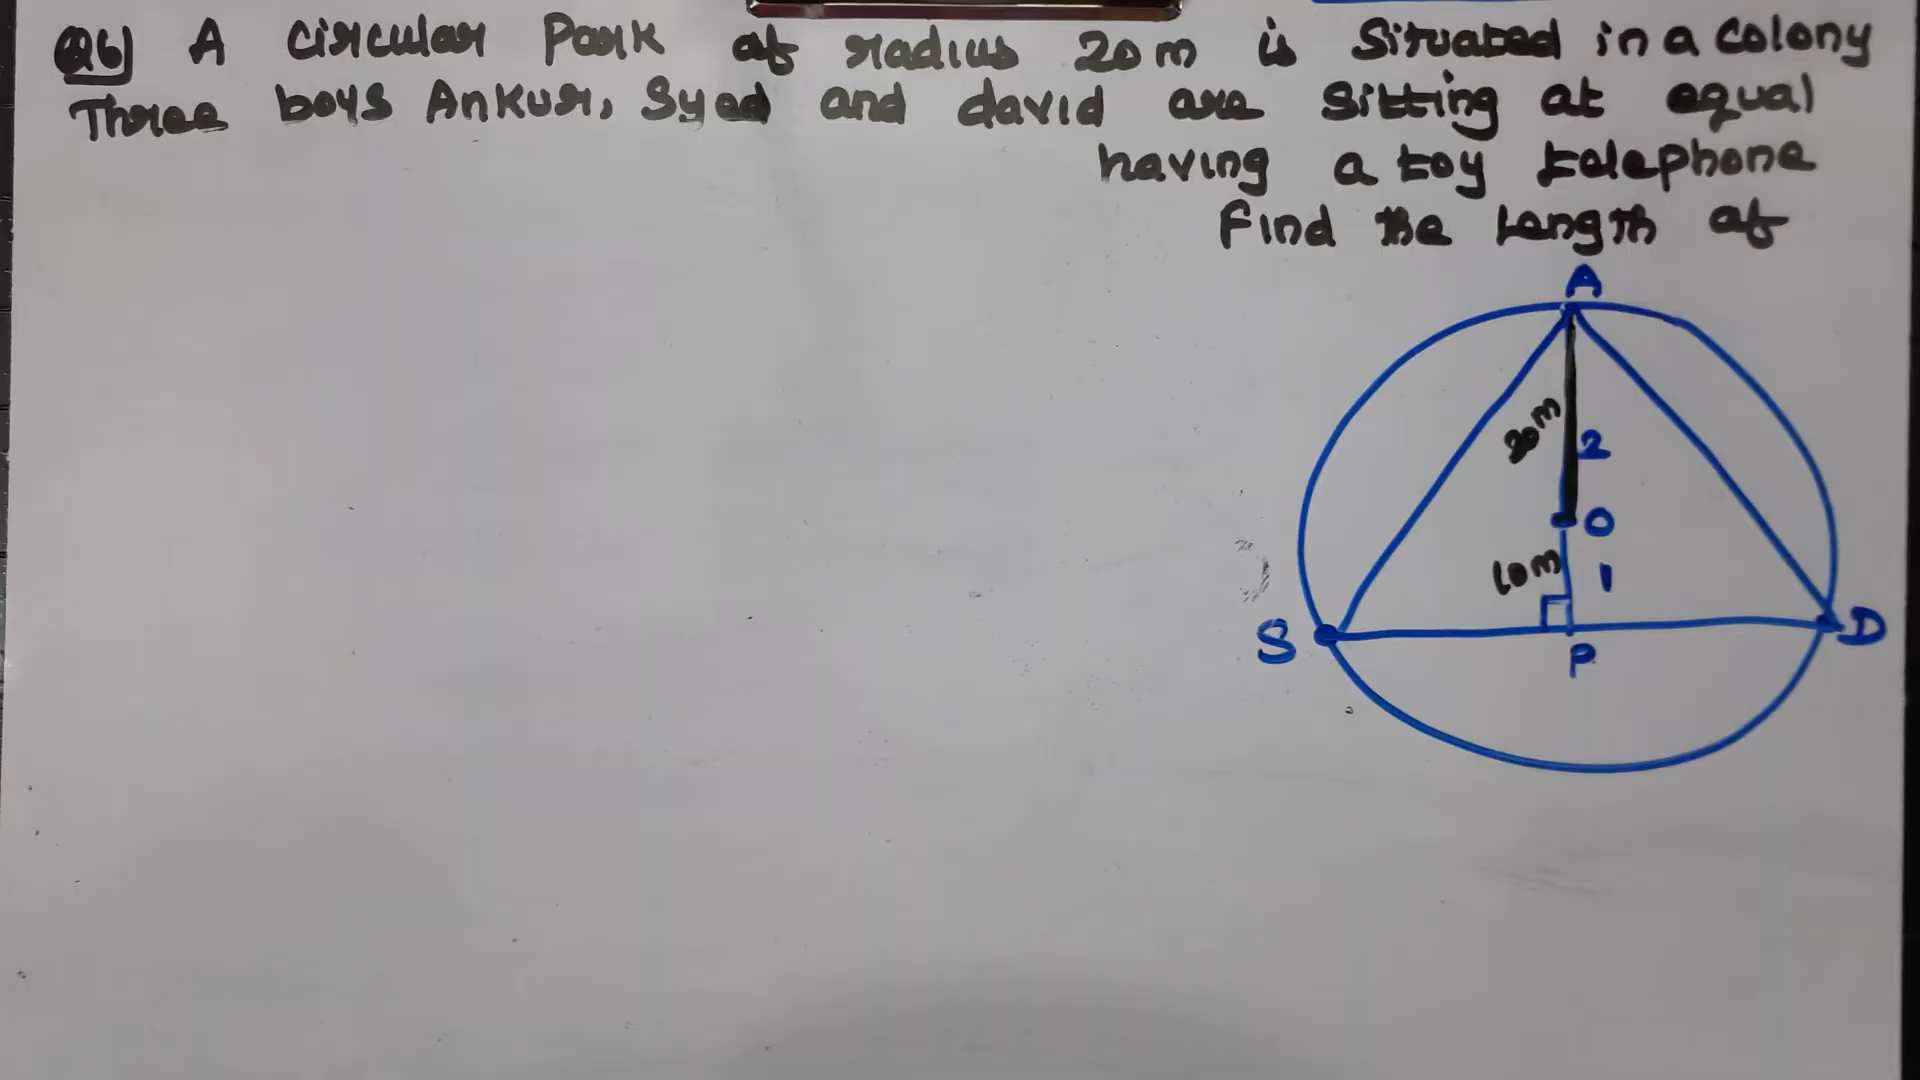 Q6) A circular Park of radius 20m is Situated in a colony
Three boys Ankur, Syed and david are sitting at equal
having a toy telephone
Find the Length of
A
20m
2
O
10m
1
S
D
P